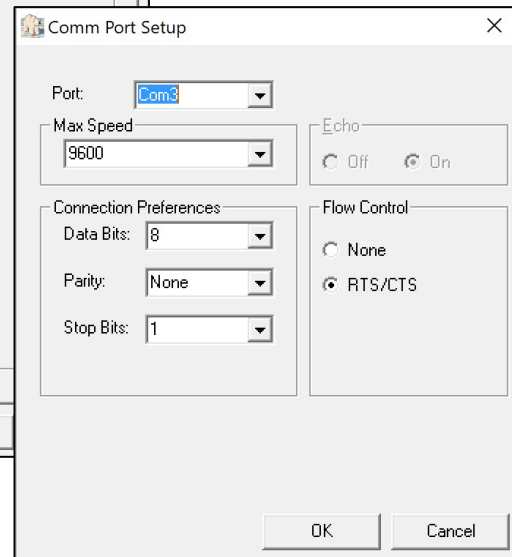 Comm Port Setup
Port: Com3
Max Speed
9600
Echo
Off On
Connection Preferences
Data Bits: 8
Parity: None
Stop Bits: 1
Flow Control
None
RTS/CTS
OK Cancel